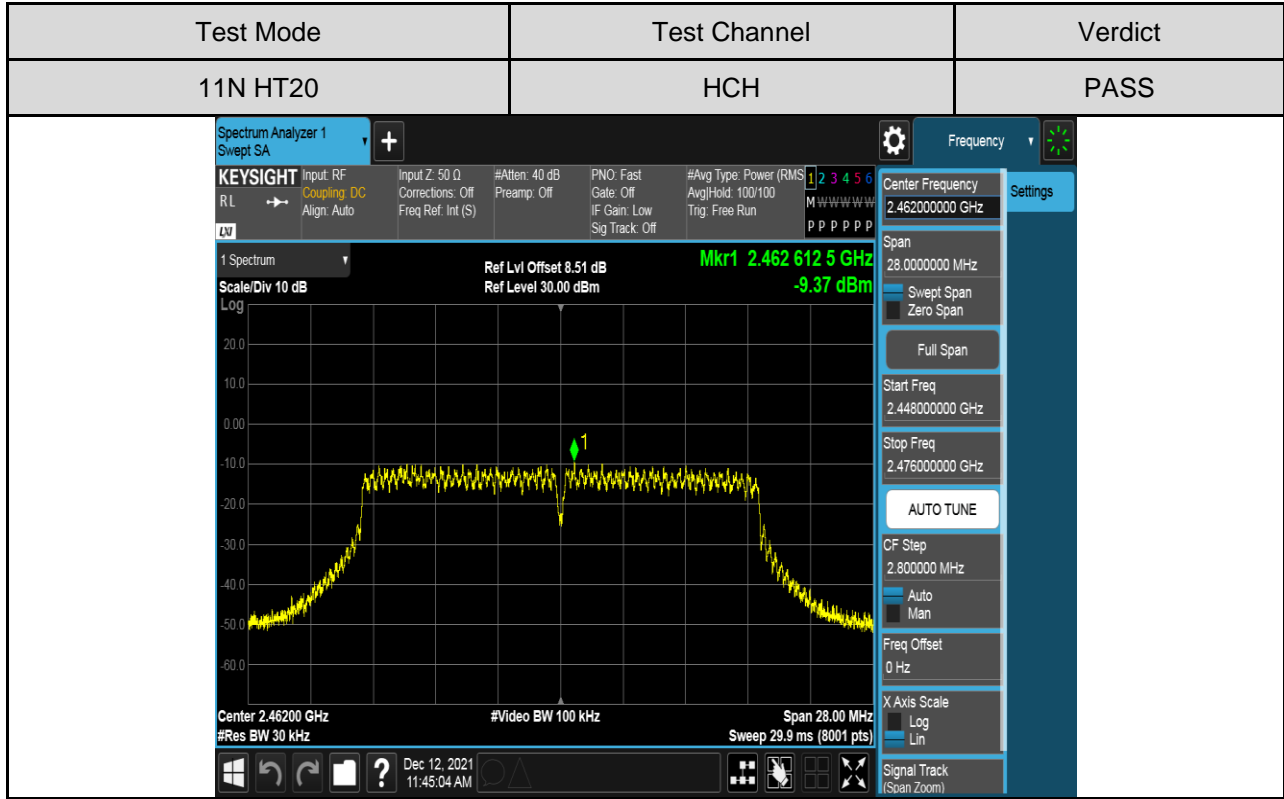 Test Mode Test Channel Verdict
11N HT20 HCH PASS
Spectrum Analyzer 1
Swept SA
+
Frequency
KEYSIGHT
RL
LXI
Input: RF
Coupling: DC
Align: Auto
Input Z: 50 Ω
Corrections: Off
Freq Ref: Int (S)
#Atten: 40 dB
Preamp: Off
PNO: Fast
Gate: Off
IF Gain: Low
Sig Track: Off
#Avg Type: Power (RMS
Avg|Hold: 100/100
Trig: Free Run
1 2 3 4 5 6
M W W W W W
P P P P P P
1 Spectrum
Scale/Div 10 dB
Ref Lvl Offset 8.51 dB
Ref Level 30.00 dBm
Mkr1 2.462 612 5 GHz
-9.37 dBm
Log
20.0
10.0
0.00
-10.0
-20.0
-30.0
-40.0
-50.0
-60.0
1
Center 2.46200 GHz
#Res BW 30 kHz
#Video BW 100 kHz
Span 28.00 MHz
Sweep 29.9 ms (8001 pts)
?
Dec 12, 2021
11:45:04 AM
Center Frequency
2.462000000 GHz
Span
28.0000000 MHz
Swept Span
Zero Span
Full Span
Start Freq
2.448000000 GHz
Stop Freq
2.476000000 GHz
AUTO TUNE
CF Step
2.800000 MHz
Auto
Man
Freq Offset
0 Hz
X Axis Scale
Log
Lin
Signal Track
(Span Zoom)
Settings